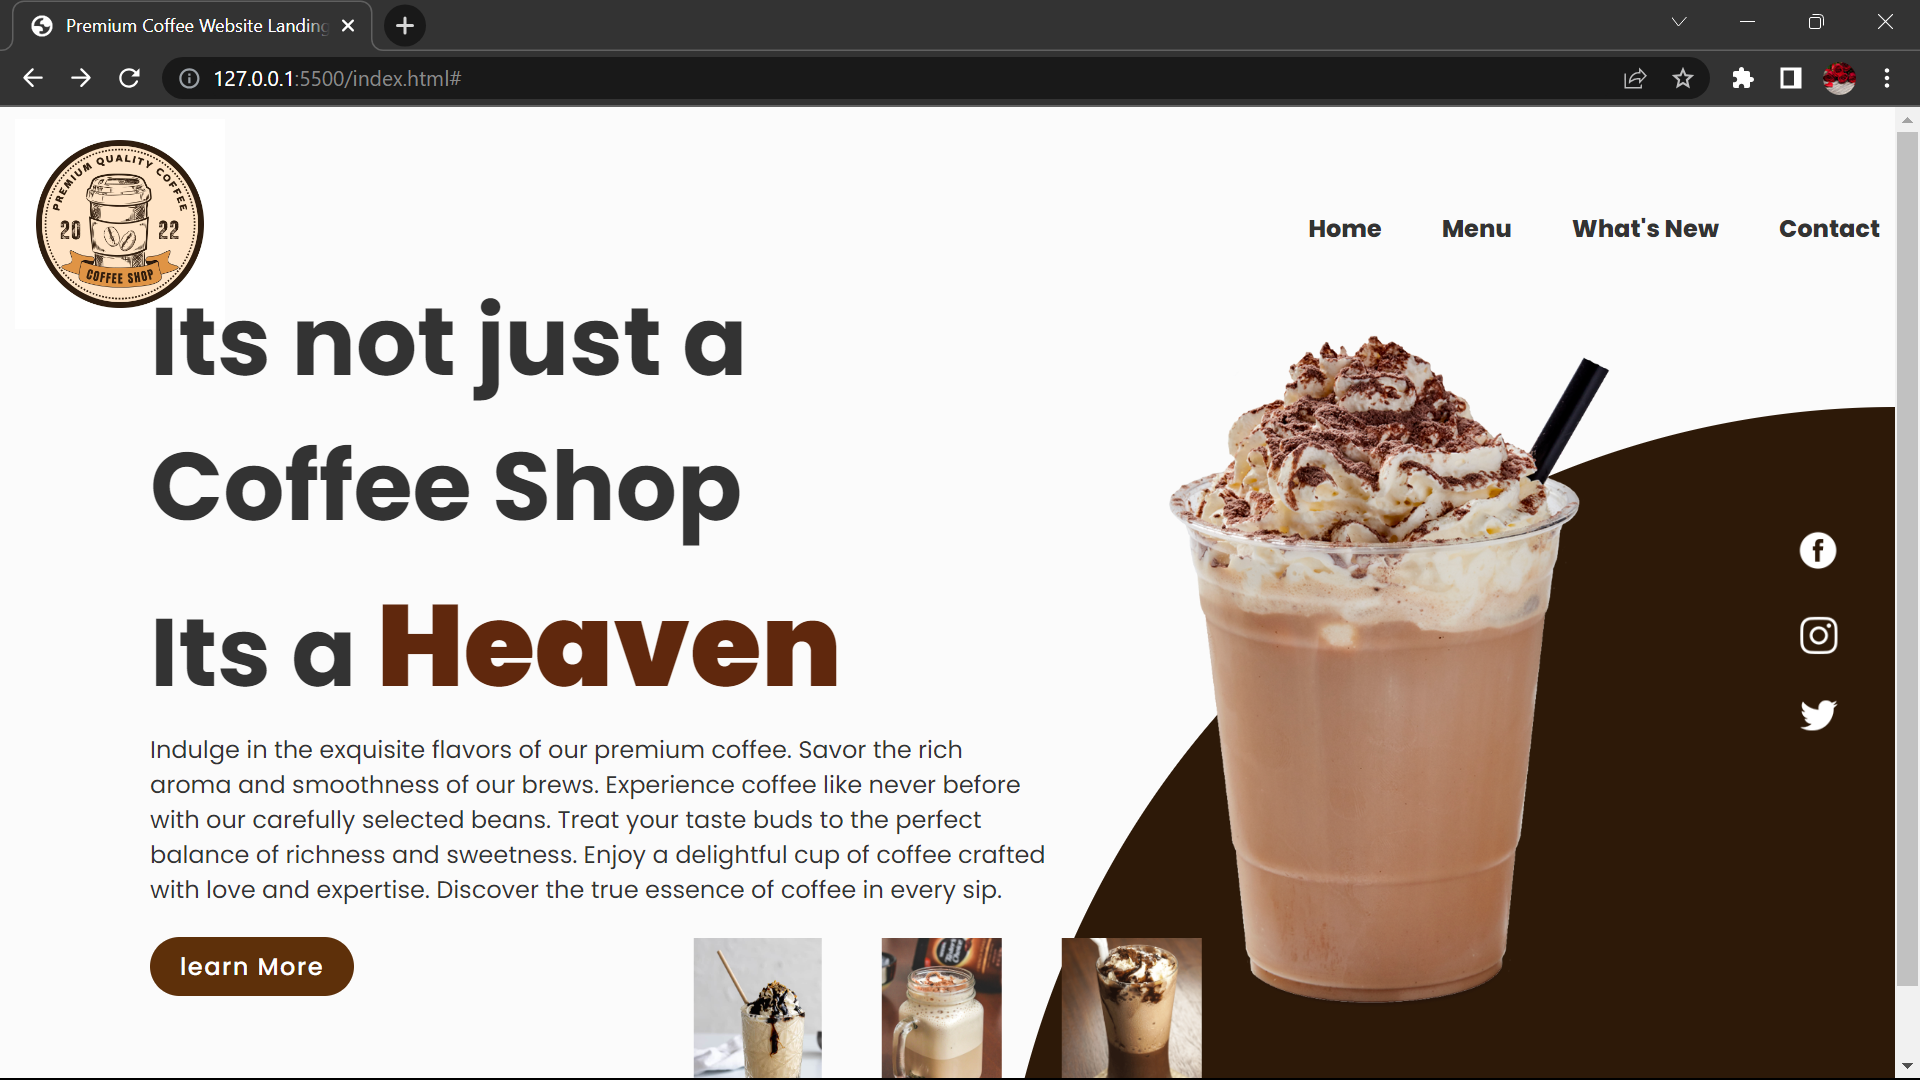 Premium Coffee Website Landing
127.0.0.1:5500/index.html#
PREMIUM QUALITY COFFEE
20 22
COFFEE SHOP
Home Menu What's New Contact
Its not just a
Coffee Shop
Its a Heaven
Indulge in the exquisite flavors of our premium coffee. Savor the rich
aroma and smoothness of our brews. Experience coffee like never before
with our carefully selected beans. Treat your taste buds to the perfect
balance of richness and sweetness. Enjoy a delightful cup of coffee crafted
with love and expertise. Discover the true essence of coffee in every sip.
learn More